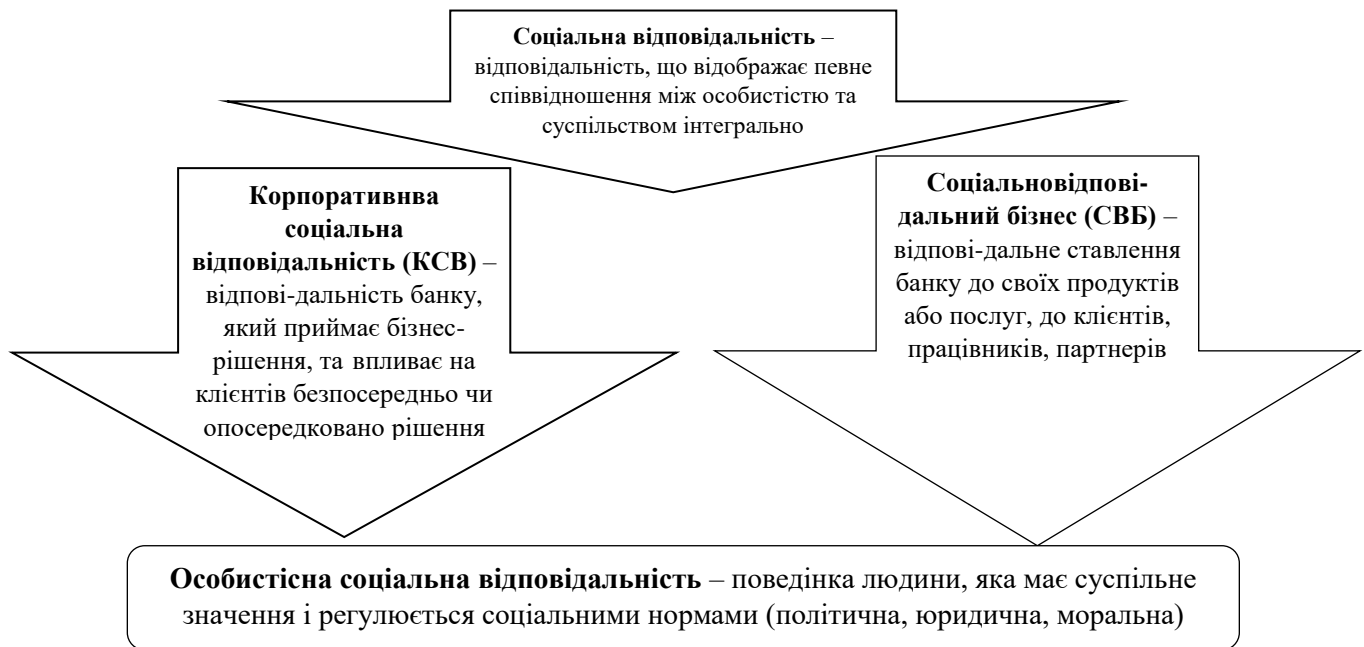 Соціальна відповідальність –
відповідальність, що відображає певне
співвідношення між особистістю та
суспільством інтегрально
Корпоративнва
соціальна
відповідальність (КСВ) –
відпові-дальність банку,
який приймає бізнес-
рішення, та впливає на
клієнтів безпосередньо чи
опосередковано рішення
Соціальновідпові-
дальний бізнес (СВБ) –
відпові-дальне ставлення
банку до своїх продуктів
або послуг, до клієнтів,
працівників, партнерів
Особистісна соціальна відповідальність – поведінка людини, яка має суспільне
значення і регулюється соціальними нормами (політична, юридична, моральна)